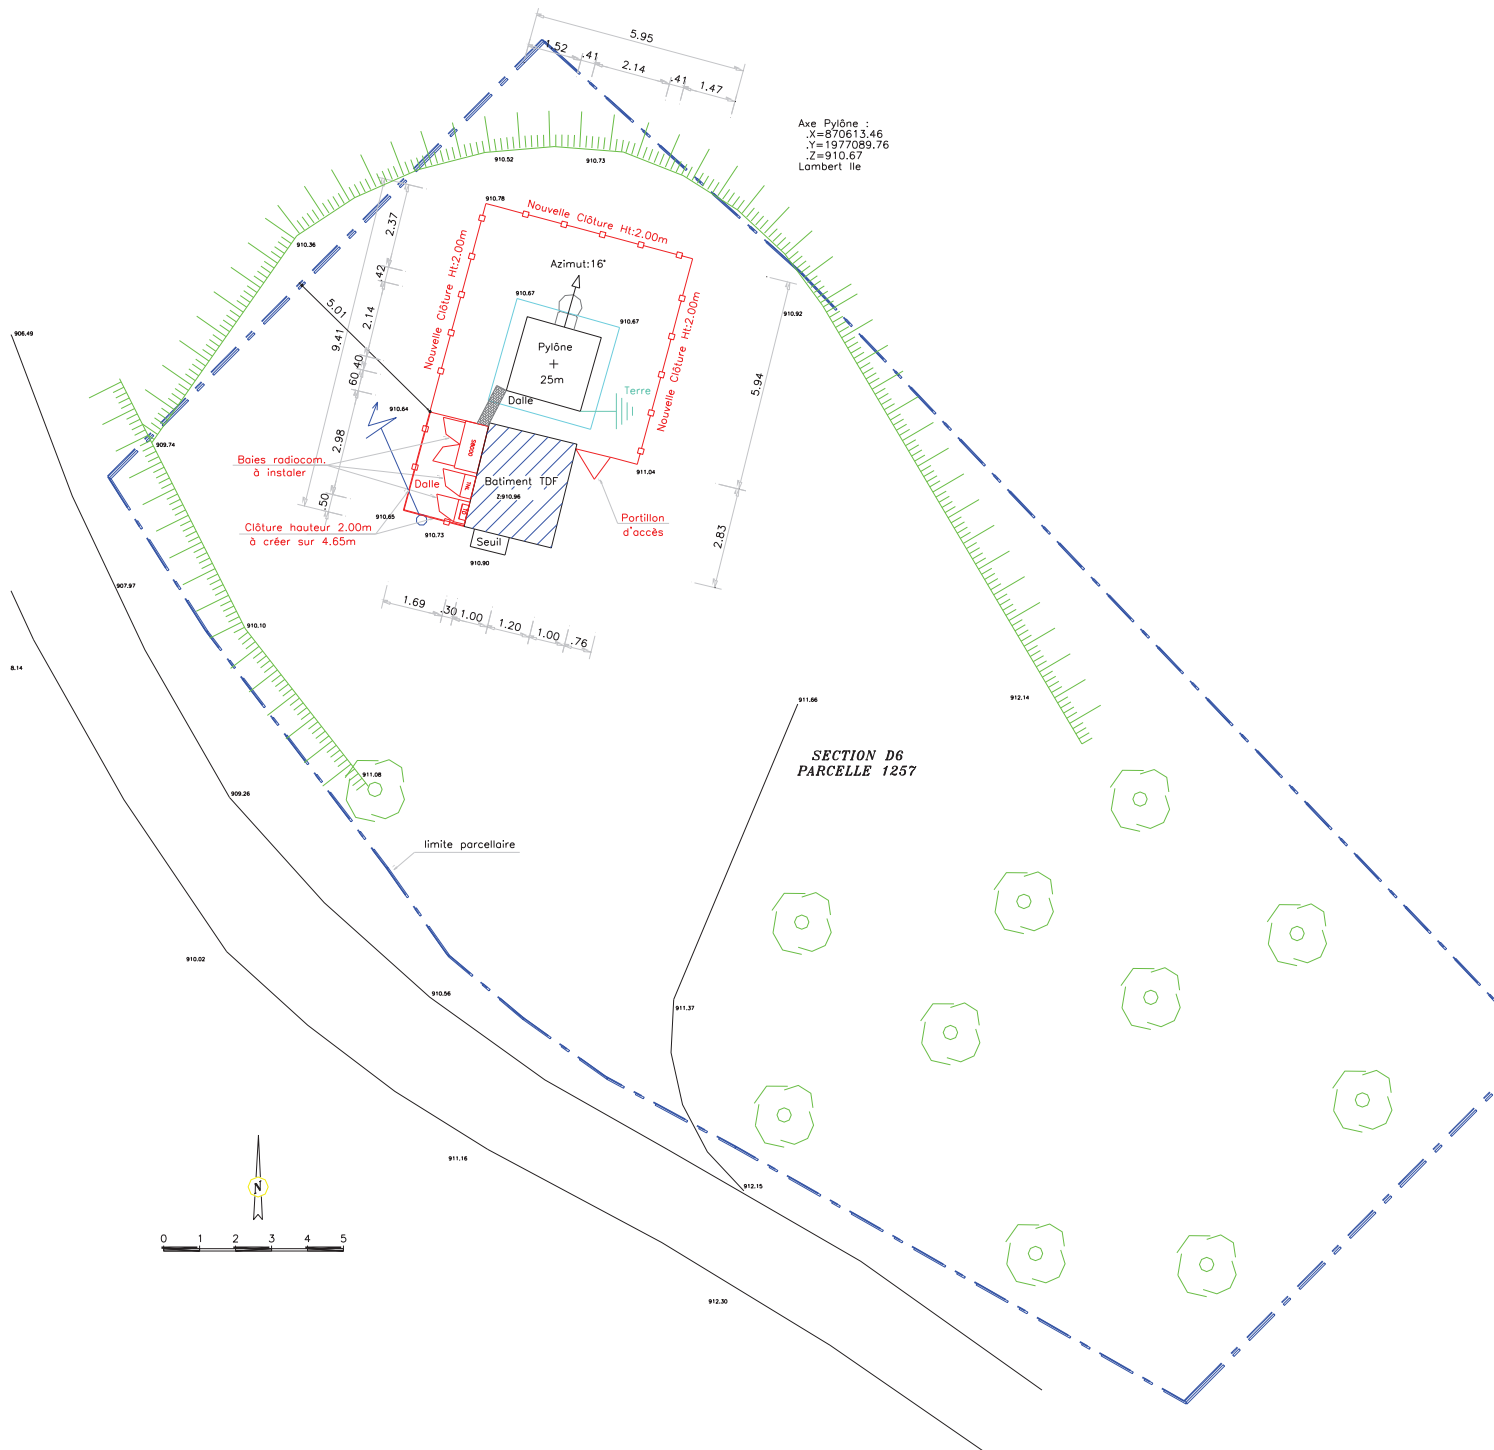 5.95
1.52
.41
2.14
.41
1.47
Axe Pylône :
.X=870613.46
.Y=1977089.76
.Z=910.67
Lambert IIe
910.52
910.73
910.78
Nouvelle Clôture Ht:2.00m
2.37
910.36
Azimut:16°
.42
Nouvelle Clôture Ht:2.00m
910.67
910.67
5.01
2.14
9.41
Nouvelle Clôture Ht:2.00m
910.92
906.49
Pylône
25m
.40
.60
5.94
Terre
Dalle
910.64
909.74
2.98
Baies radiocom.
à instaler
Dalle
Batiment TDF
Z:910.96
911.04
.50
910.65
Portillon
d'accès
Clôture hauteur 2.00m
à créer sur 4.65m
910.73
Seuil
910.90
2.83
907.97
1.69
.30
1.00
1.20
1.00
.76
910.10
8.14
912.14
911.66
SECTION D6
PARCELLE 1257
911.08
909.26
limite parcellaire
910.02
910.56
911.37
911.16
912.15
N
0 1 2 3 4 5
912.30